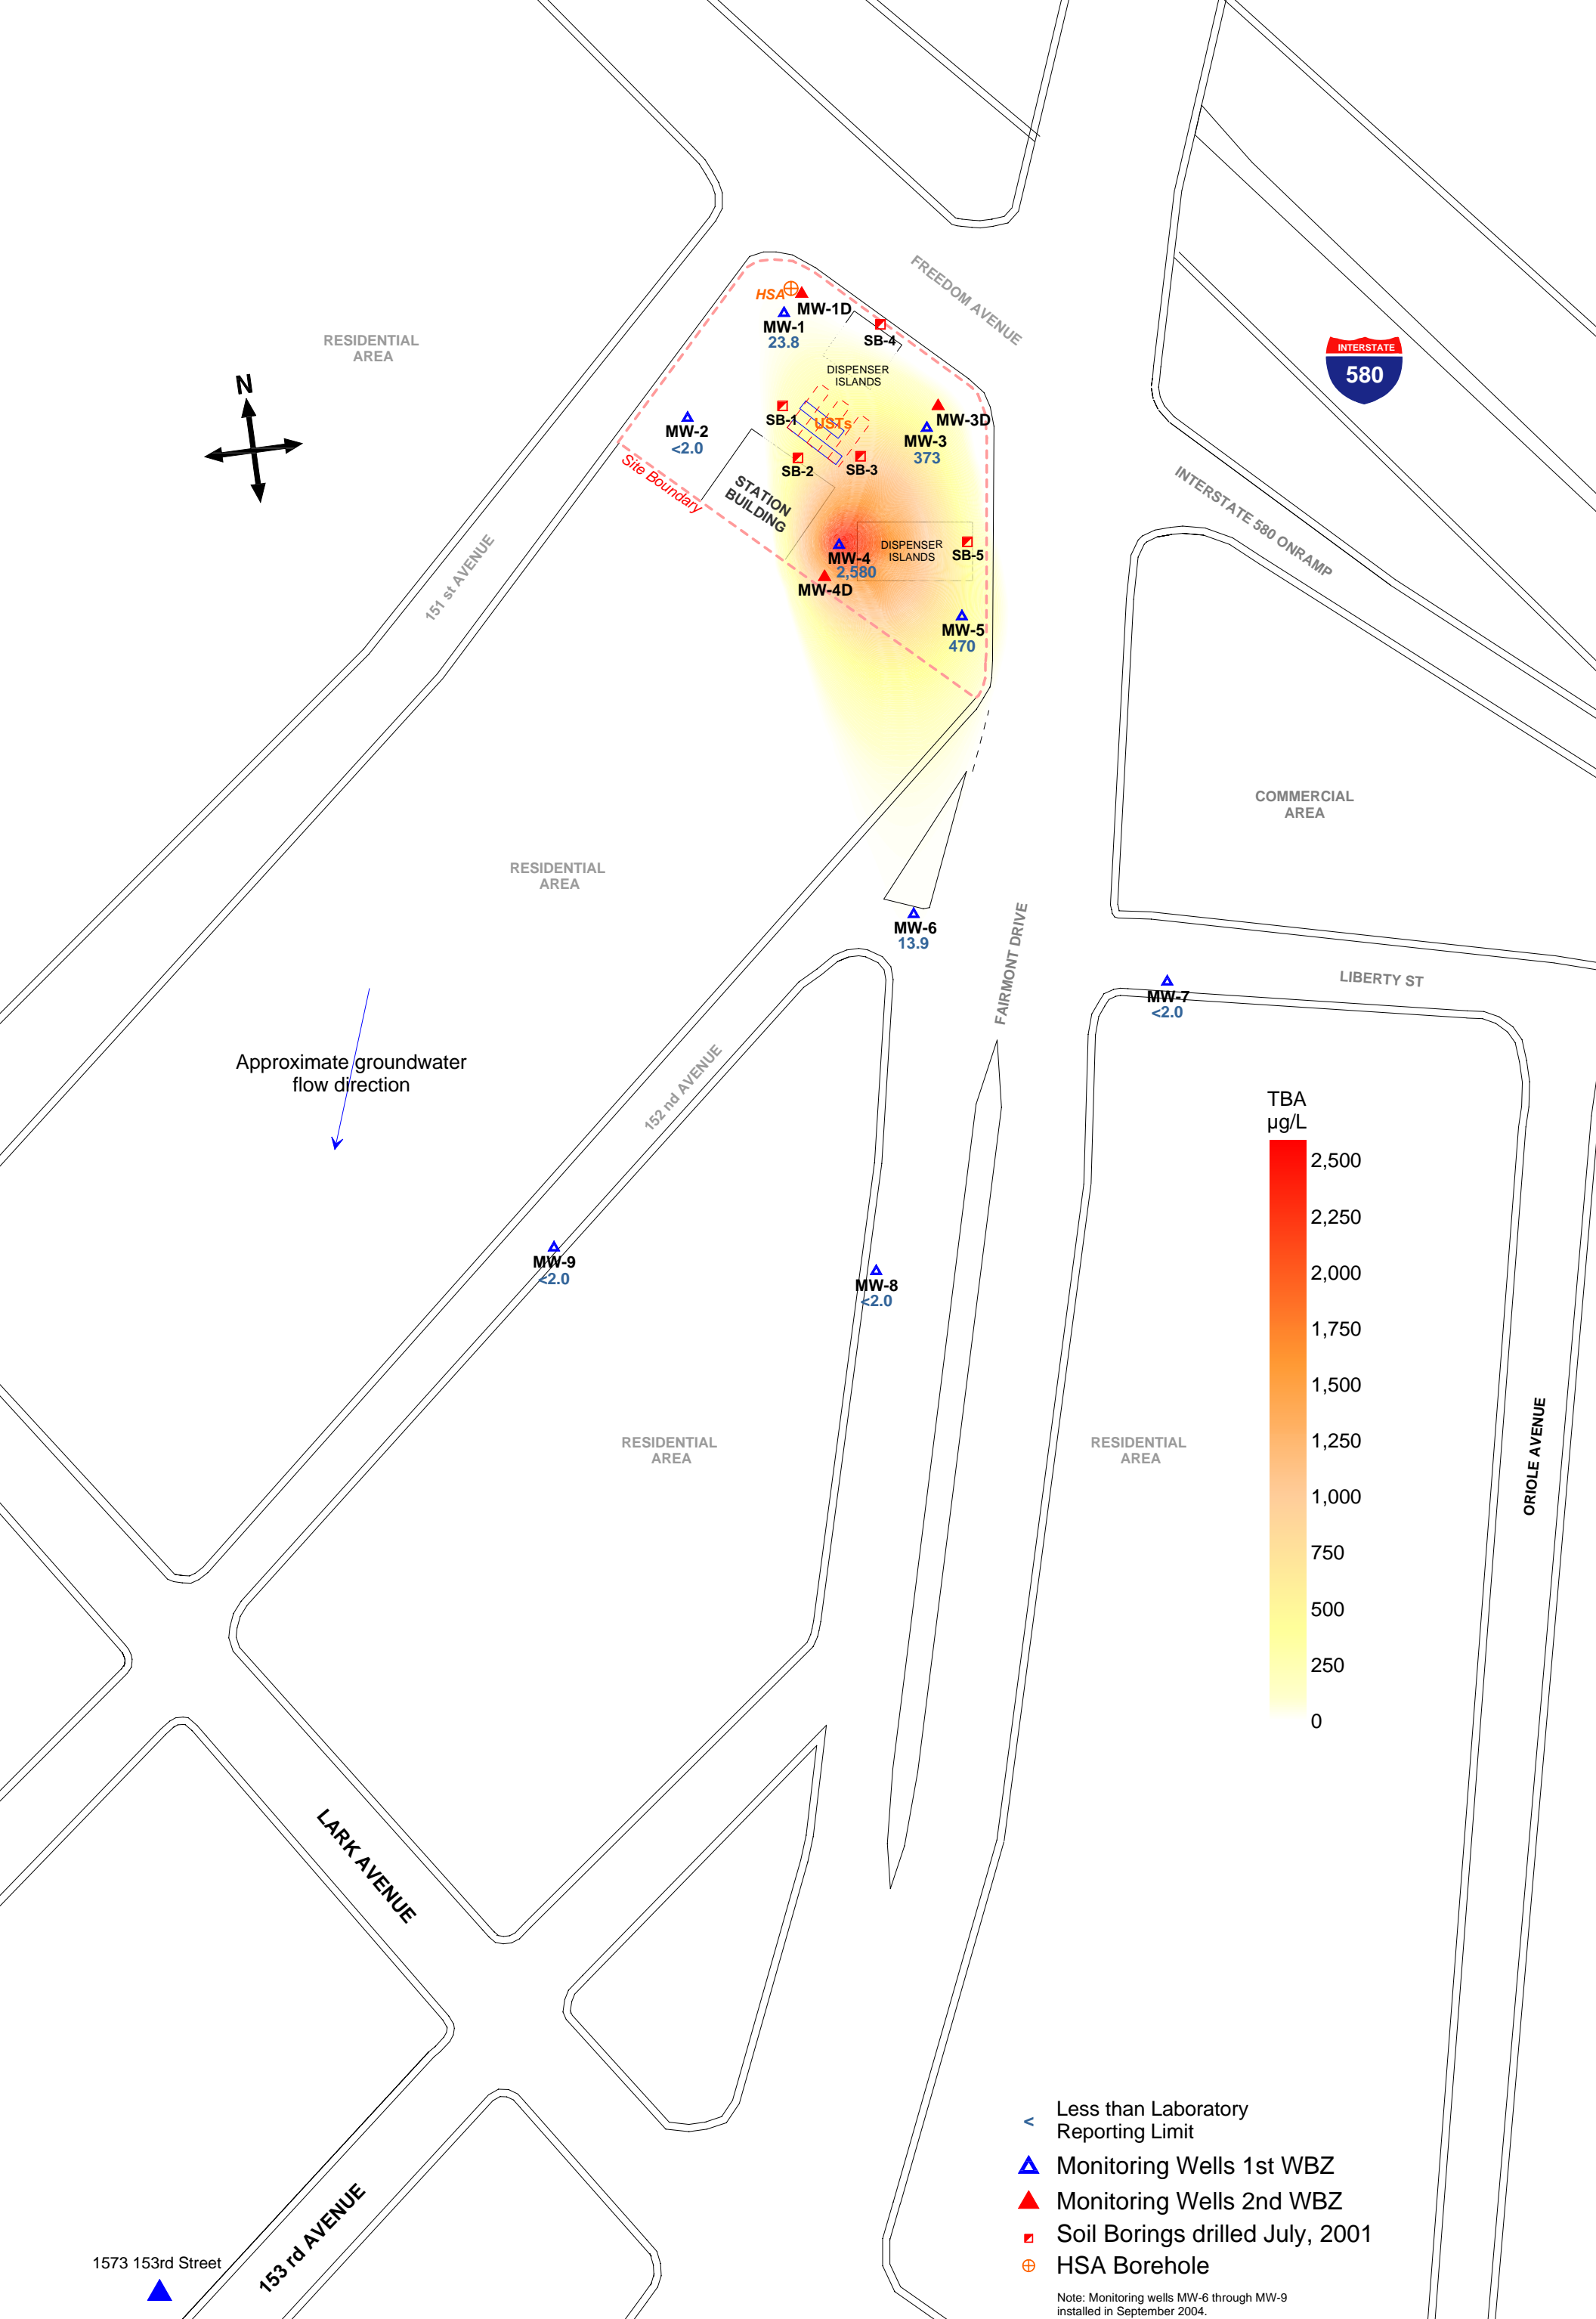 FREEDOM AVENUE
HSA
MW-1D
MW-1
23.8
SB-4
RESIDENTIAL
AREA
INTERSTATE
580
DISPENSER
ISLANDS
N
SB-1
USTs
MW-3D
MW-3
373
MW-2
<2.0
SB-2
SB-3
Site Boundary
STATION
BUILDING
INTERSTATE 580 ONRAMP
DISPENSER
ISLANDS
SB-5
MW-4
2,580
MW-4D
151 st AVENUE
MW-5
470
COMMERCIAL
AREA
RESIDENTIAL
AREA
MW-6
13.9
FAIRMONT DRIVE
LIBERTY ST
MW-7
<2.0
Approximate groundwater
flow direction
152 nd AVENUE
TBA
µg/L
2,500
2,250
2,000
1,750
1,500
1,250
1,000
750
500
250
0
MW-9
<2.0
MW-8
<2.0
RESIDENTIAL
AREA
RESIDENTIAL
AREA
ORIOLE AVENUE
LARK AVENUE
153 rd AVENUE
1573 153rd Street
<
Less than Laboratory
Reporting Limit
Monitoring Wells 1st WBZ
Monitoring Wells 2nd WBZ
Soil Borings drilled July, 2001
HSA Borehole
Note: Monitoring wells MW-6 through MW-9
installed in September 2004.